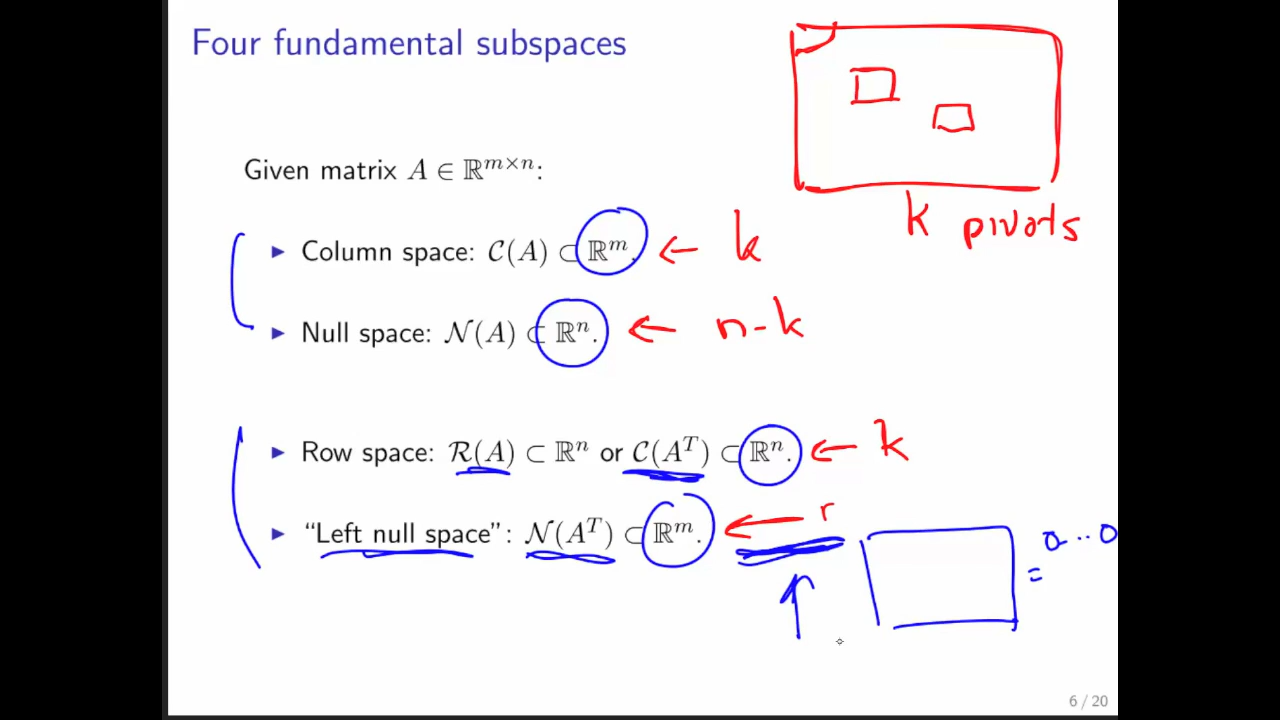 Four fundamental subspaces
k pivots
Given matrix A ∈ ℝ^{m×n}:
► Column space: 𝒞(A) ⊂ ℝ^m. ← k
► Null space: 𝒩(A) ⊂ ℝ^n. ← n-k
► Row space: ℛ(A) ⊂ ℝ^n or 𝒞(A^T) ⊂ ℝ^n. ← k
► “Left null space”: 𝒩(A^T) ⊂ ℝ^m. ← r
= 0..0
6 / 20